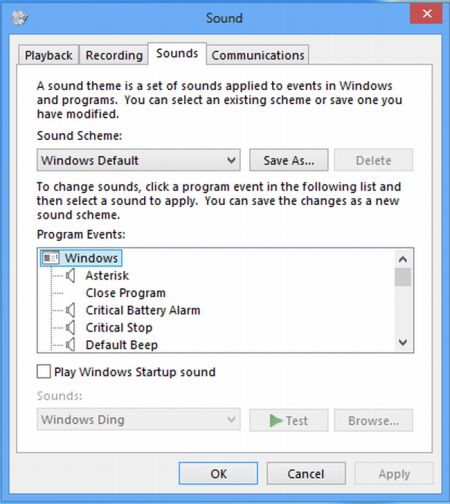 Sound
Playback Recording Sounds Communications
A sound theme is a set of sounds applied to events in Windows
and programs. You can select an existing scheme or save one you
have modified.
Sound Scheme:
Windows Default Save As... Delete
To change sounds, click a program event in the following list and
then select a sound to apply. You can save the changes as a new
sound scheme.
Program Events:
Windows
Asterisk
Close Program
Critical Battery Alarm
Critical Stop
Default Beep
Play Windows Startup sound
Sounds:
Windows Ding Test Browse...
OK Cancel Apply